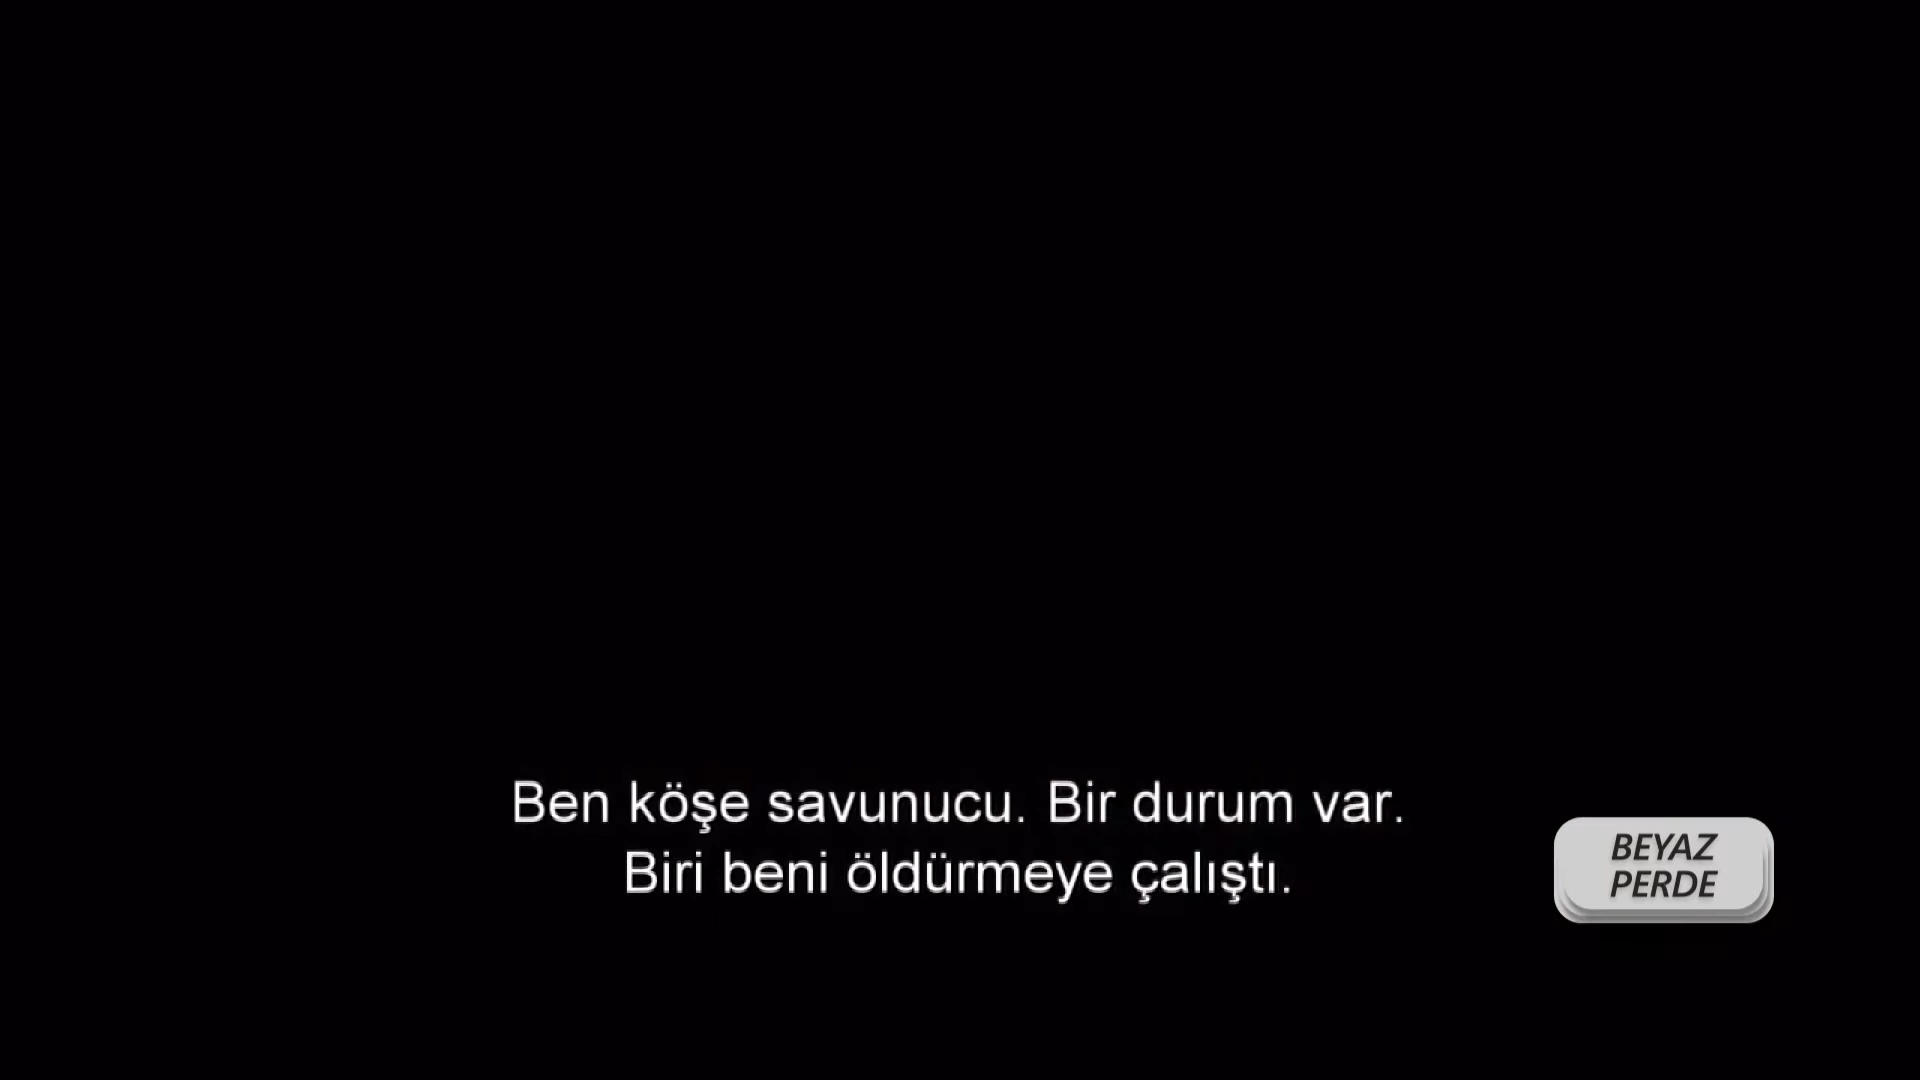 Ben köşe savunucu. Bir durum var.
Biri beni öldürmeye çalıştı.
BEYAZ
PERDE